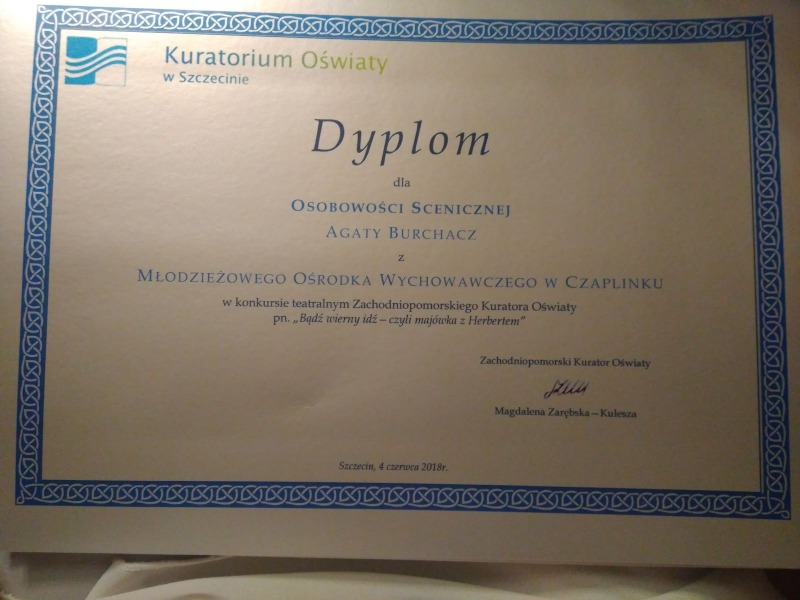 Kuratorium Oświaty
w Szczecinie
Dyplom
dla
OSOBOWOŚCI SCENICZNEJ
AGATY BURCHACZ
z
MŁODZIEŻOWEGO OŚRODKA WYCHOWAWCZEGO W CZAPLINKU
w konkursie teatralnym Zachodniopomorskiego Kuratora Oświaty
pn. „Bądź wierny idź – czyli majówka z Herbertem”
Zachodniopomorski Kurator Oświaty
Magdalena Zarębska – Kulesza
Szczecin, 4 czerwca 2018r.